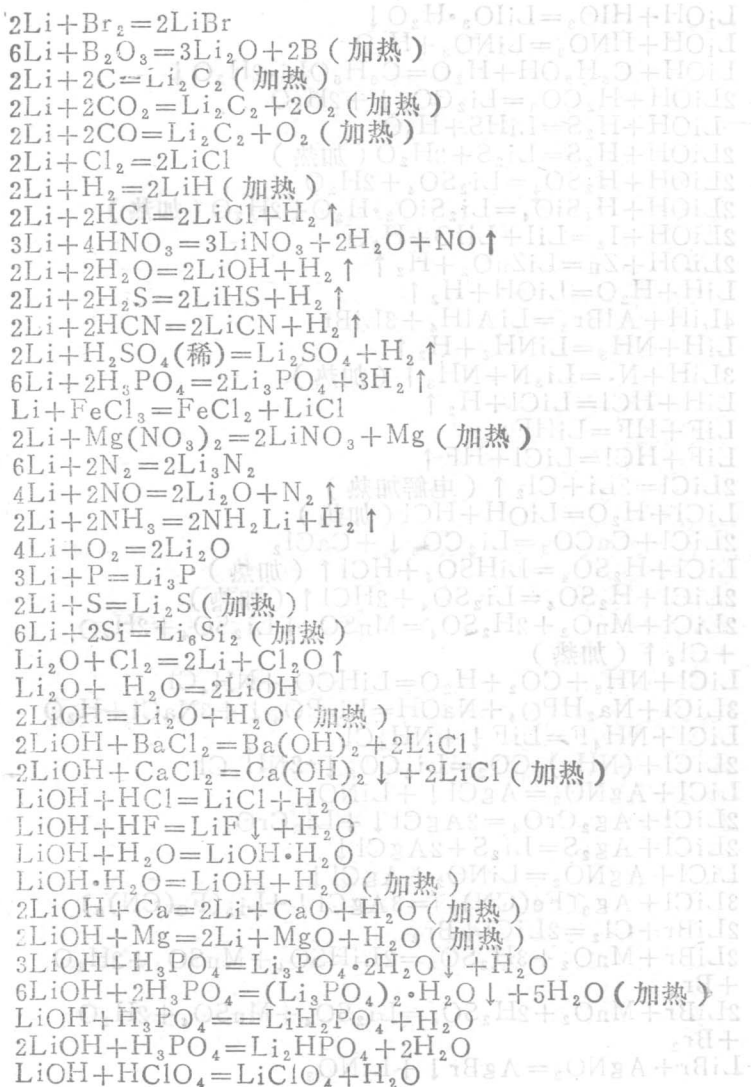 2Li+Br₂=2LiBr
6Li+B₂O₃=3Li₂O+2B(加热)
2Li+2C=Li₂C₂(加热)
2Li+2CO₂=Li₂C₂+2O₂(加热)
2Li+2CO=Li₂C₂+O₂(加热)
2Li+Cl₂=2LiCl
2Li+H₂=2LiH(加热)
2Li+2HCl=2LiCl+H₂↑
3Li+4HNO₃=3LiNO₃+2H₂O+NO↑
2Li+2H₂O=2LiOH+H₂↑
2Li+2H₂S=2LiHS+H₂↑
2Li+2HCN=2LiCN+H₂↑
2Li+H₂SO₄(稀)=Li₂SO₄+H₂↑
6Li+2H₃PO₄=2Li₃PO₄+3H₂↑
Li+FeCl₃=FeCl₂+LiCl
2Li+Mg(NO₃)₂=2LiNO₃+Mg(加热)
6Li+2N₂=2Li₃N₂
4Li+2NO=2Li₂O+N₂↑
2Li+2NH₃=2NH₂Li+H₂↑
4Li+O₂=2Li₂O
3Li+P=Li₃P
2Li+S=Li₂S(加热)
6Li+2Si=Li₆Si₂(加热)
Li₂O+Cl₂=2Li+Cl₂O↑
Li₂O+ H₂O=2LiOH
2LiOH=Li₂O+H₂O(加热)
2LiOH+BaCl₂=Ba(OH)₂+2LiCl
2LiOH+CaCl₂=Ca(OH)₂↓+2LiCl(加热)
LiOH+HCl=LiCl+H₂O
LiOH+HF=LiF↓+H₂O
LiOH+H₂O=LiOH·H₂O
LiOH·H₂O=LiOH+H₂O(加热)
2LiOH+Ca=2Li+CaO+H₂O(加热)
2LiOH+Mg=2Li+MgO+H₂O(加热)
3LiOH+H₃PO₄=Li₃PO₄·2H₂O↓+H₂O
6LiOH+2H₃PO₄=(Li₃PO₄)₂·H₂O↓+5H₂O(加热)
LiOH+H₃PO₄==LiH₂PO₄+H₂O
2LiOH+H₃PO₄=Li₂HPO₄+2H₂O
LiOH+HClO₄=LiClO₄+H₂O